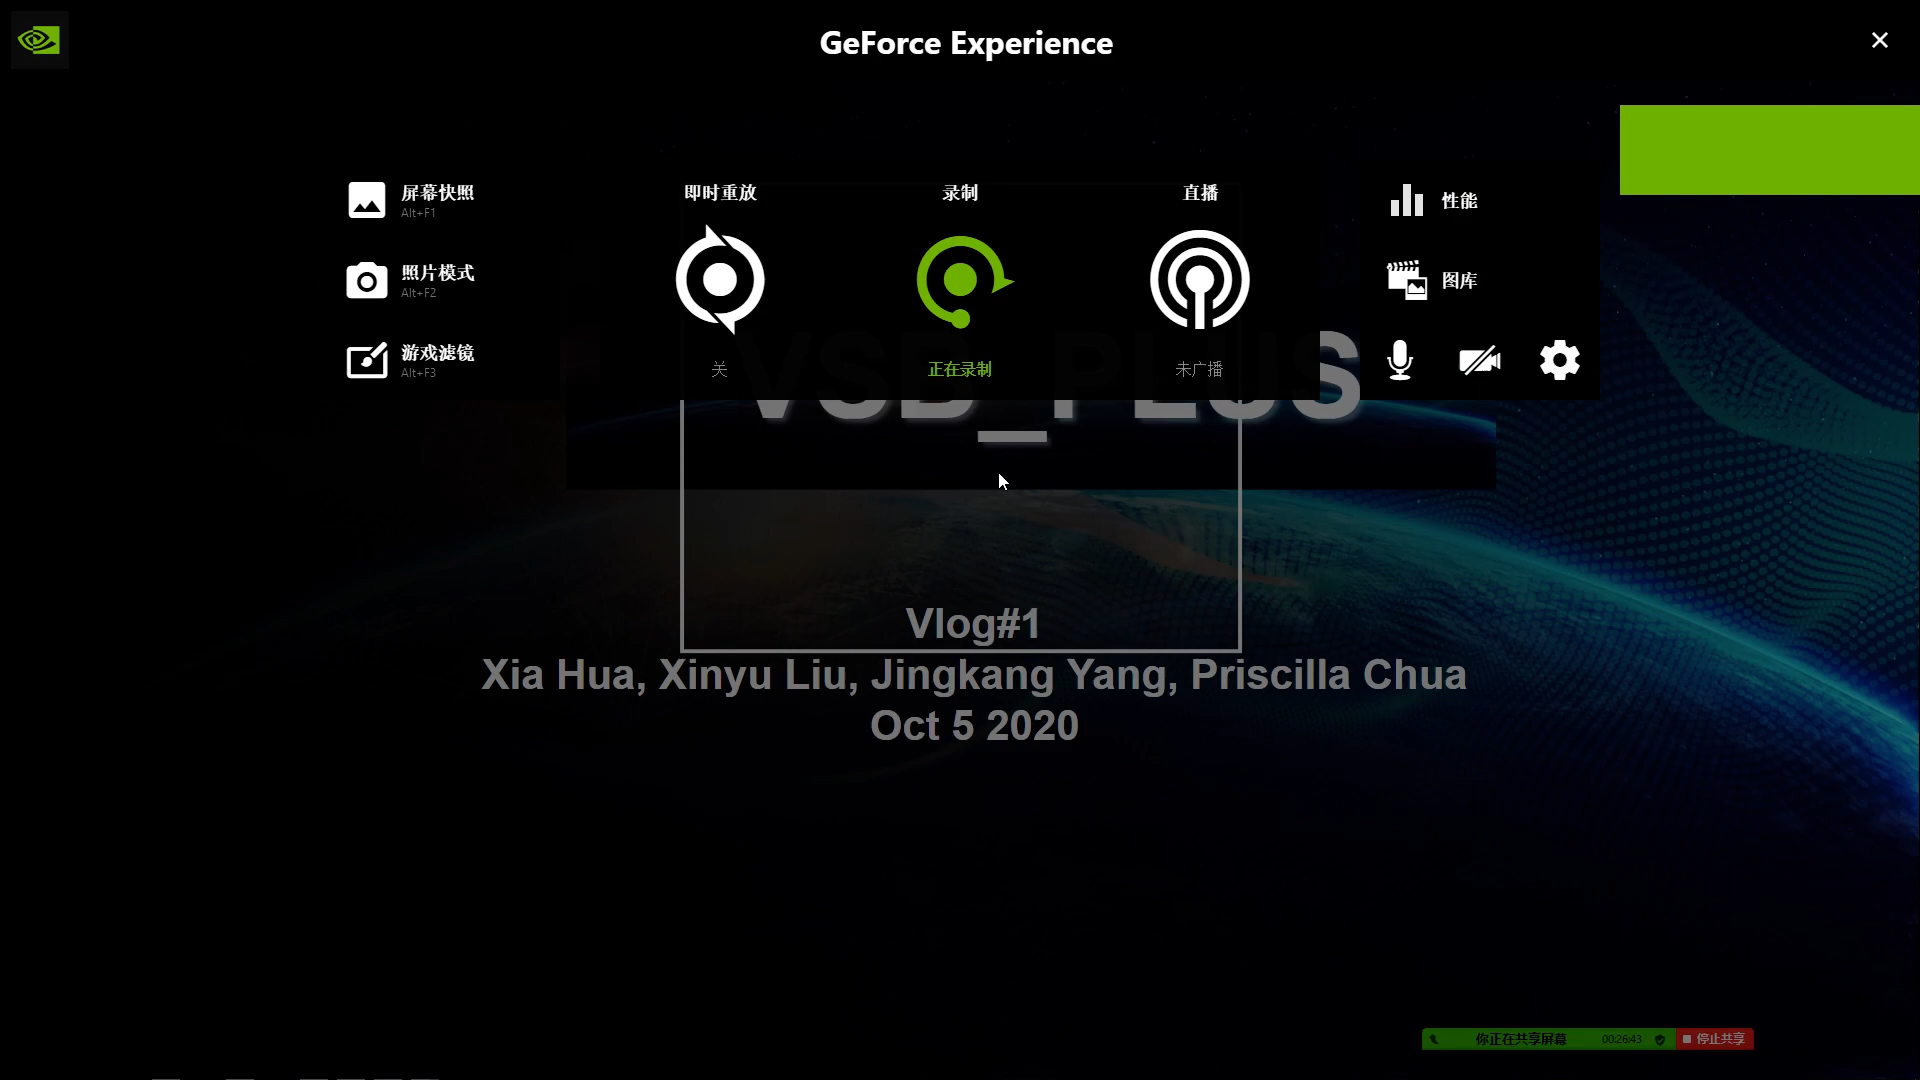 GeForce Experience
屏幕快照
Alt+F1
即时重放
录制
直播
性能
照片模式
Alt+F2
图库
游戏滤镜
Alt+F3
关
正在录制
未广播
VSB_PLUS
Vlog#1
Xia Hua, Xinyu Liu, Jingkang Yang, Priscilla Chua
Oct 5 2020
你正在共享屏幕 00:26:43 停止共享